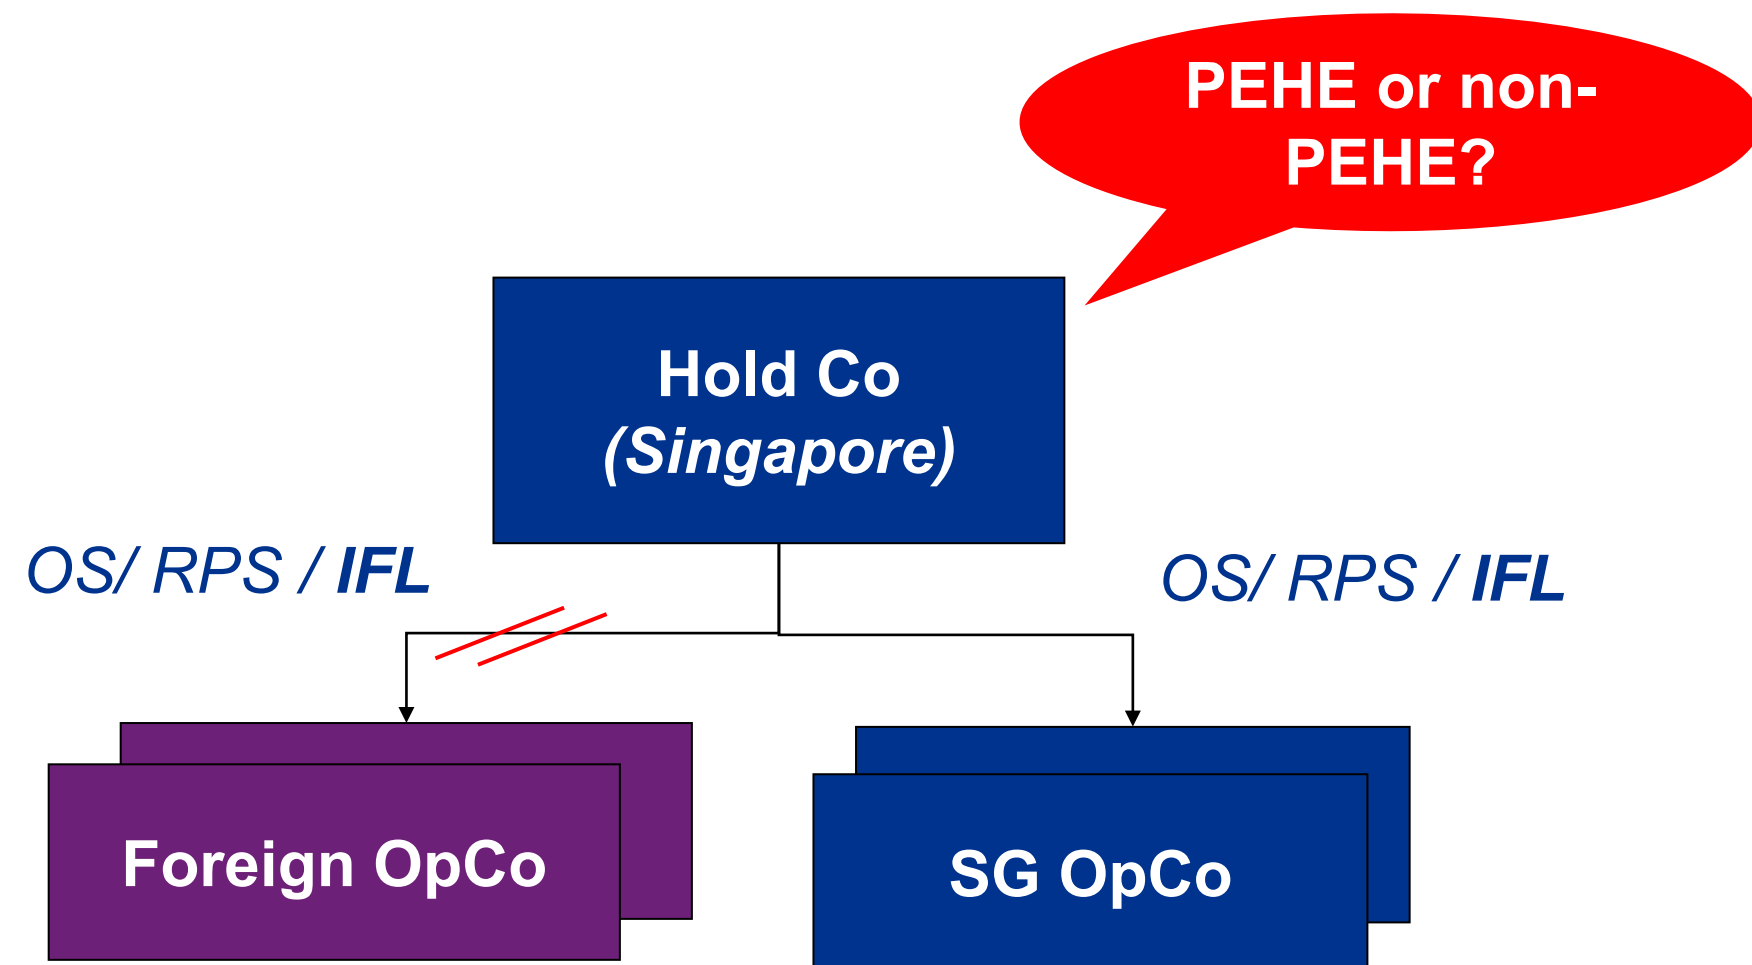 PEHE or non-
PEHE?
Hold Co
(Singapore)
OS/ RPS / IFL
OS/ RPS / IFL
Foreign OpCo
SG OpCo